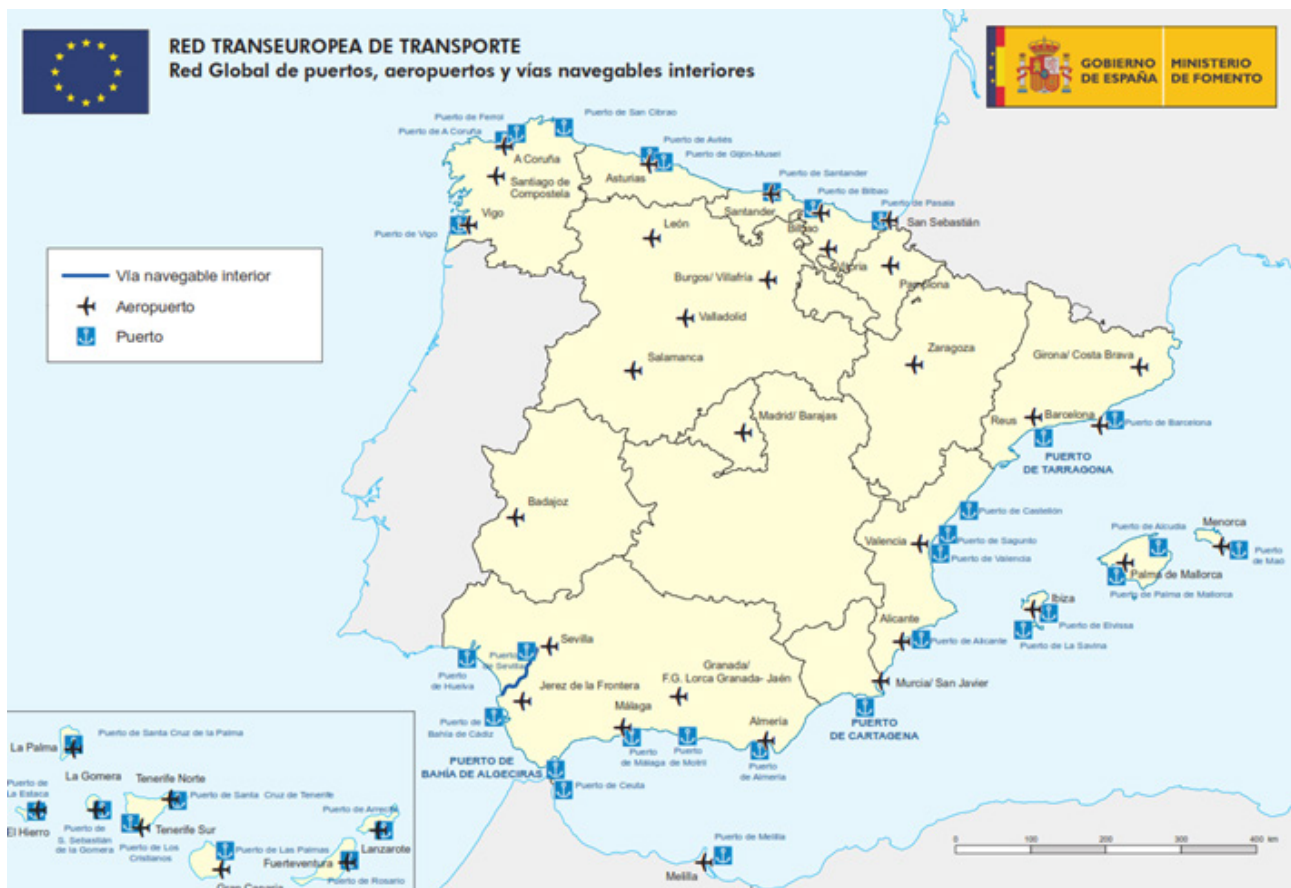 RED TRANSEUROPEA DE TRANSPORTE
Red Global de puertos, aeropuertos y vías navegables interiores
GOBIERNO
DE ESPAÑA
MINISTERIO
DE FOMENTO
Vía navegable interior
Aeropuerto
Puerto
Puerto de Ferrol
Puerto de A Coruña
Puerto de San Cibrao
A Coruña
Santiago de
Compostela
Vigo
Puerto de Vigo
Puerto de Avilés
Puerto de Gijón-Musel
Asturias
Puerto de Santander
Santander
Puerto de Bilbao
Bilbao
Puerto de Pasaia
San Sebastián
León
Burgos/ Villafría
Vitoria
Pamplona
Valladolid
Salamanca
Zaragoza
Girona/ Costa Brava
Madrid/ Barajas
Reus
Barcelona
Puerto de Barcelona
PUERTO
DE TARRAGONA
Badajoz
Puerto de Castellón
Puerto de Sagunto
Valencia
Puerto de Valencia
Puerto de Alcudia
Menorca
Puerto
de Maó
Palma de Mallorca
Puerto de Palma de Mallorca
Ibiza
Puerto de Eivissa
Puerto de La Savina
Alicante
Puerto de Alicante
Sevilla
Puerto
de Sevilla
Puerto
de Huelva
Jerez de la Frontera
Granada/
F.G. Lorca Granada- Jaén
Murcia/ San Javier
PUERTO
DE CARTAGENA
Puerto de
Bahía de Cádiz
Málaga
Almería
Puerto
de Málaga
Puerto
de Motril
Puerto
de Almería
PUERTO DE
BAHÍA DE ALGECIRAS
Puerto de Ceuta
Puerto de Melilla
Melilla
La Palma
Puerto de Santa Cruz de la Palma
Puerto de
La Estaca
El Hierro
La Gomera
Puerto de
S. Sebastián
de la Gomera
Tenerife Norte
Puerto de Santa Cruz de Tenerife
Tenerife Sur
Puerto de Los
Cristianos
Puerto de Las Palmas
Gran Canaria
Fuerteventura
Puerto de Rosario
Puerto de Arrecife
Lanzarote
0 100 200 300 400 km